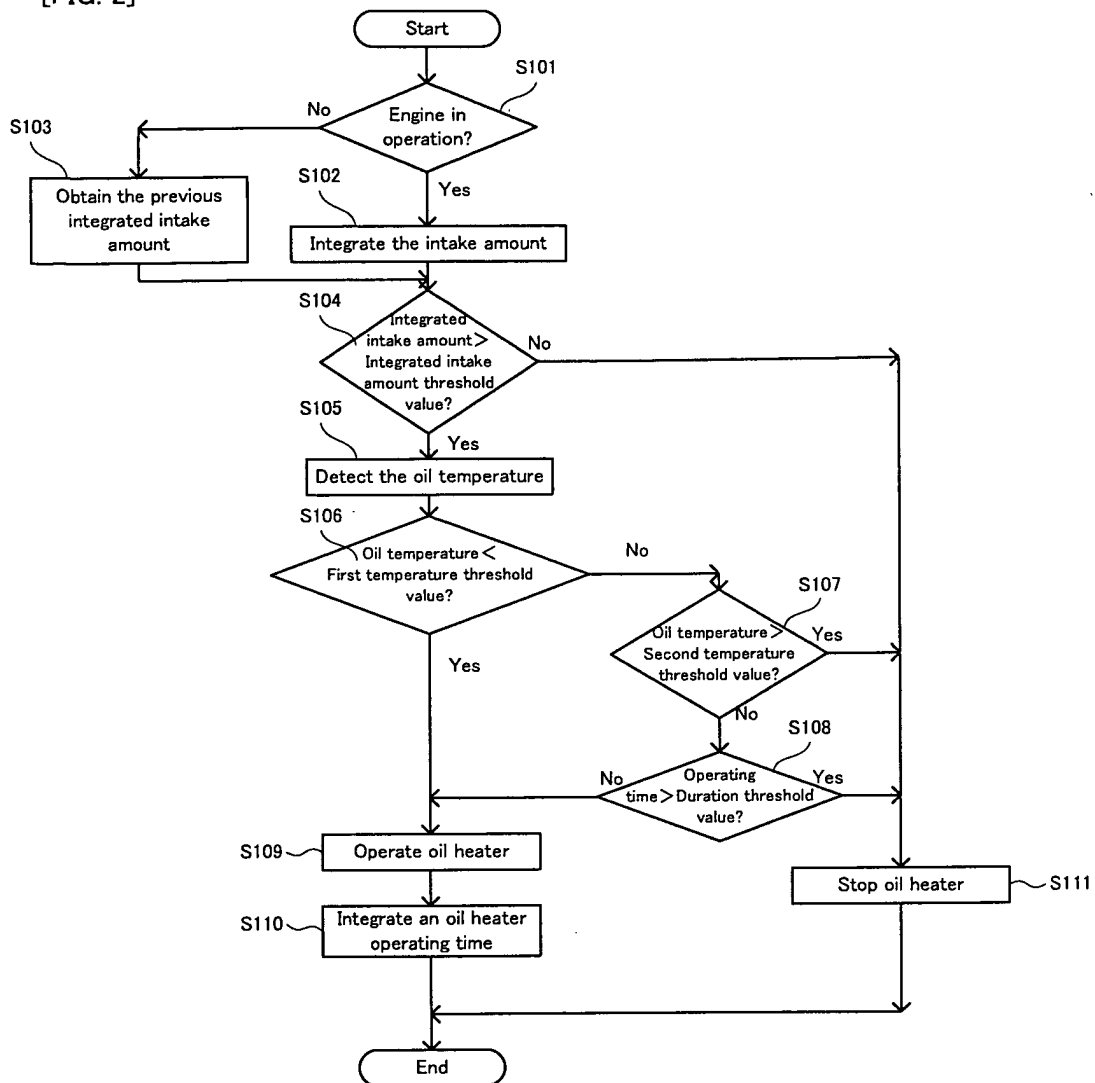 [FIG. 2]
Start
S101
No
Engine in
operation?
S103
S102
Yes
Obtain the previous
integrated intake
amount
Integrate the intake amount
S104
Integrated
intake amount>
Integrated intake
amount threshold
value?
No
S105
Yes
Detect the oil temperature
S106
Oil temperature<
First temperature threshold
value?
No
S107
Oil temperature>
Second temperature
threshold value?
Yes
Yes
No
S108
No
Operating
time>Duration threshold
value?
Yes
S109
Operate oil heater
Stop oil heater
S111
S110
Integrate an oil heater
operating time
End